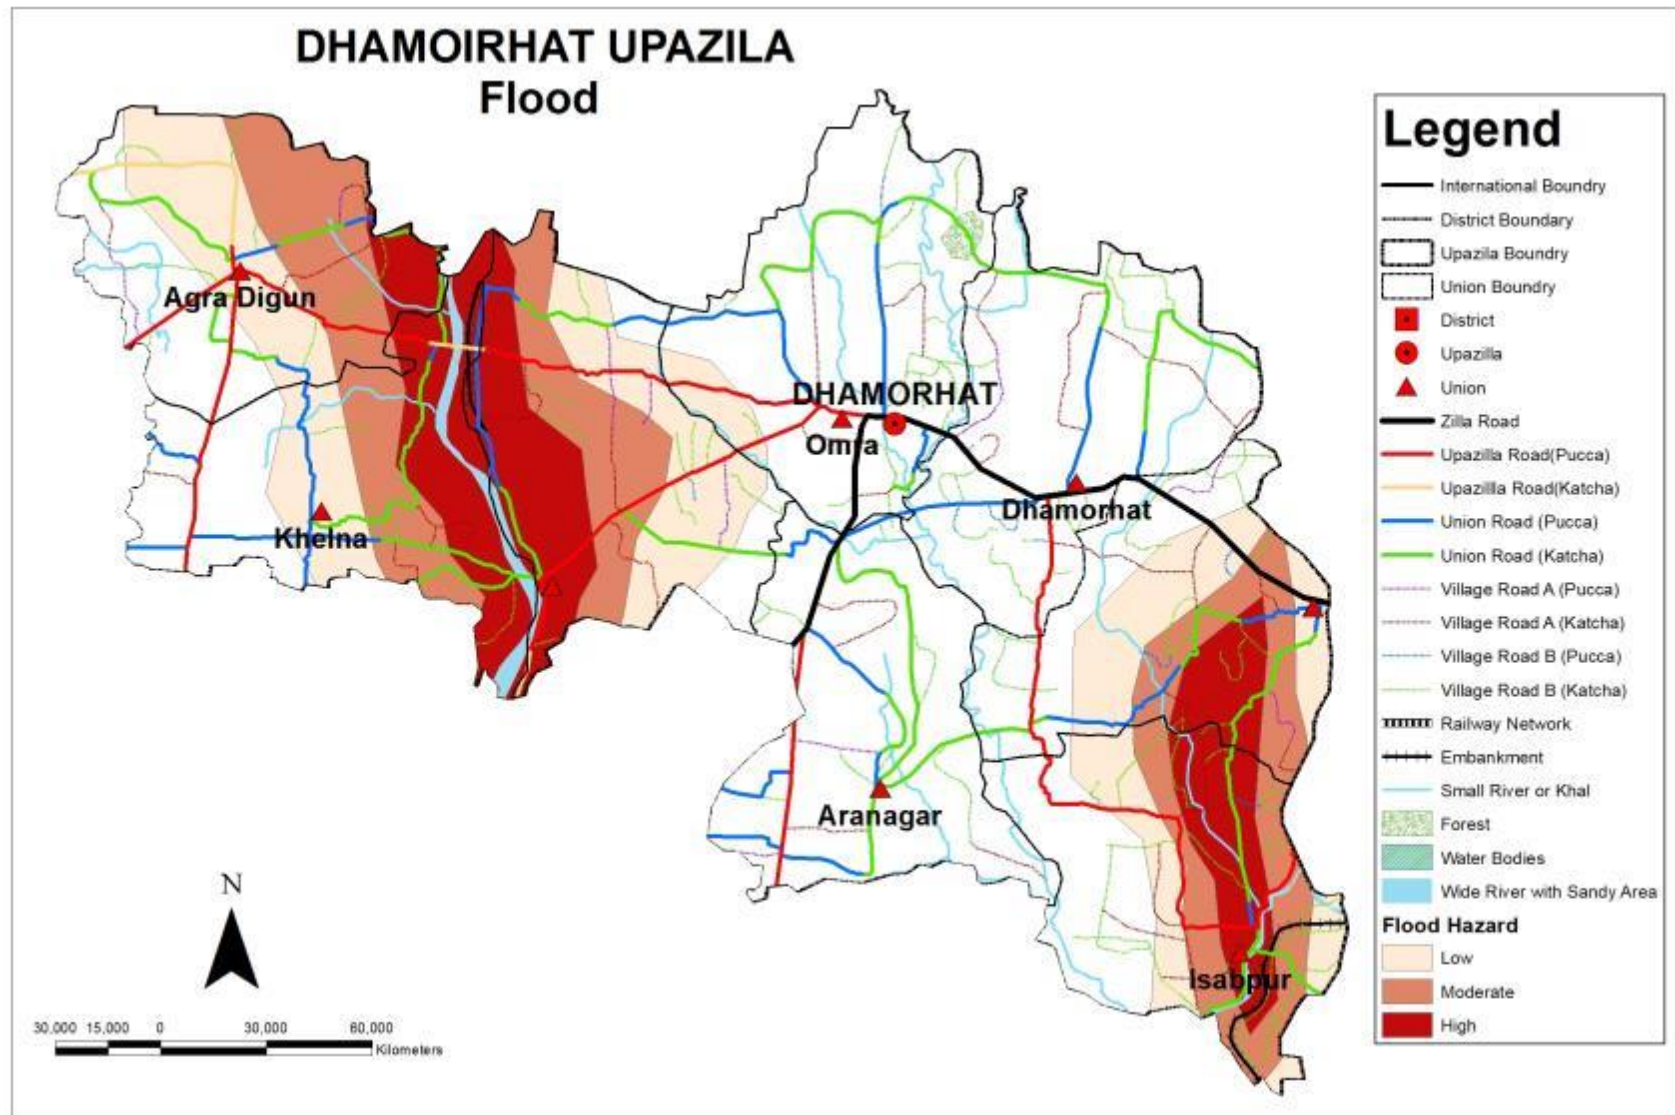 DHAMOIRHAT UPAZILA
Flood
Agra Digun
DHAMORHAT
Omra
Dhamorhat
Khelna
Aranagar
Isabpur
N
30,000 15,000 0 30,000 60,000
Kilometers
Legend
International Boundry
District Boundary
Upazila Boundry
Union Boundry
District
Upazilla
Union
Zilla Road
Upazilla Road(Pucca)
Upazillla Road(Katcha)
Union Road (Pucca)
Union Road (Katcha)
Village Road A (Pucca)
Village Road A (Katcha)
Village Road B (Pucca)
Village Road B (Katcha)
Railway Network
Embankment
Small River or Khal
Forest
Water Bodies
Wide River with Sandy Area
Flood Hazard
Low
Moderate
High